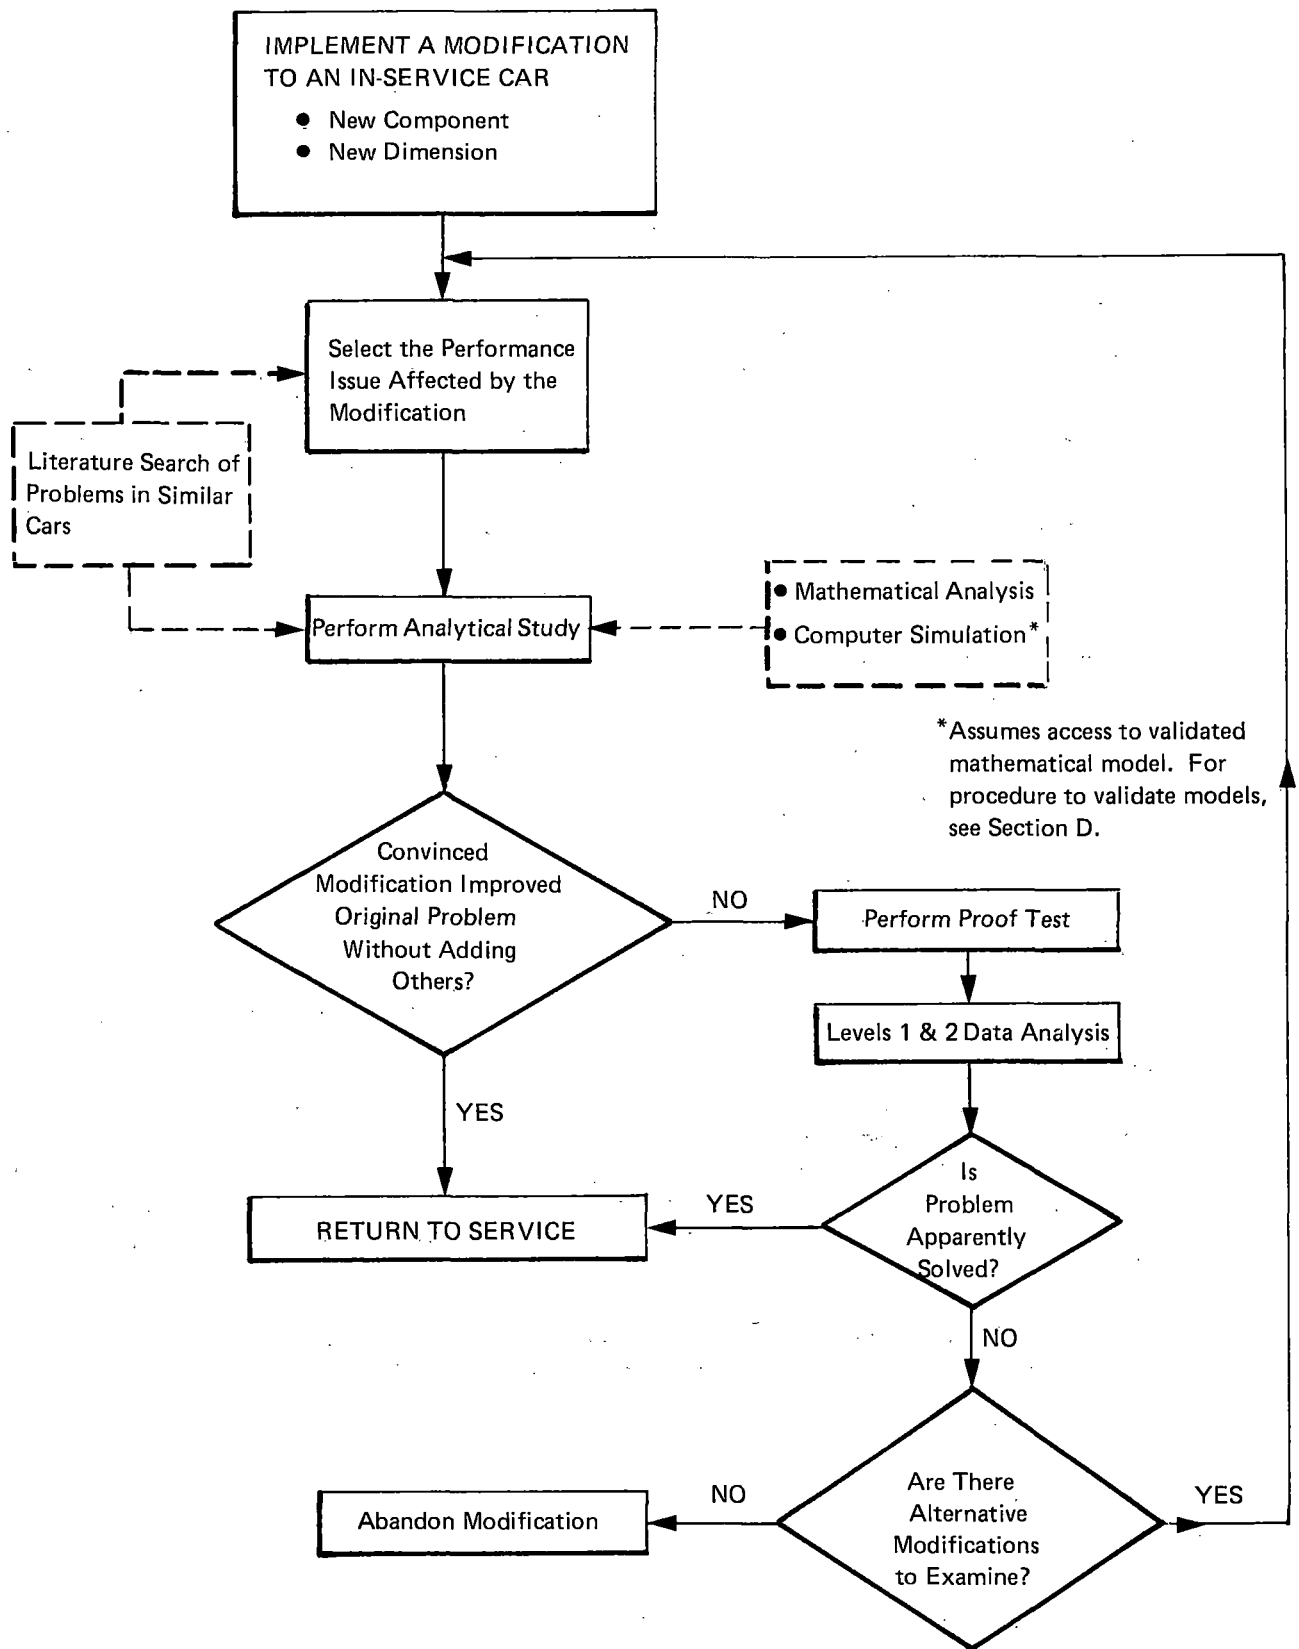 IMPLEMENT A MODIFICATION
TO AN IN-SERVICE CAR
● New Component
● New Dimension
Select the Performance
Issue Affected by the
Modification
Literature Search of
Problems in Similar
Cars
Perform Analytical Study
● Mathematical Analysis
● Computer Simulation*
*Assumes access to validated
mathematical model. For
procedure to validate models,
see Section D.
Convinced
Modification Improved
Original Problem
Without Adding
Others?
NO
Perform Proof Test
Levels 1 & 2 Data Analysis
YES
Is
Problem
Apparently
Solved?
YES
RETURN TO SERVICE
NO
Are There
Alternative
Modifications
to Examine?
NO
YES
Abandon Modification